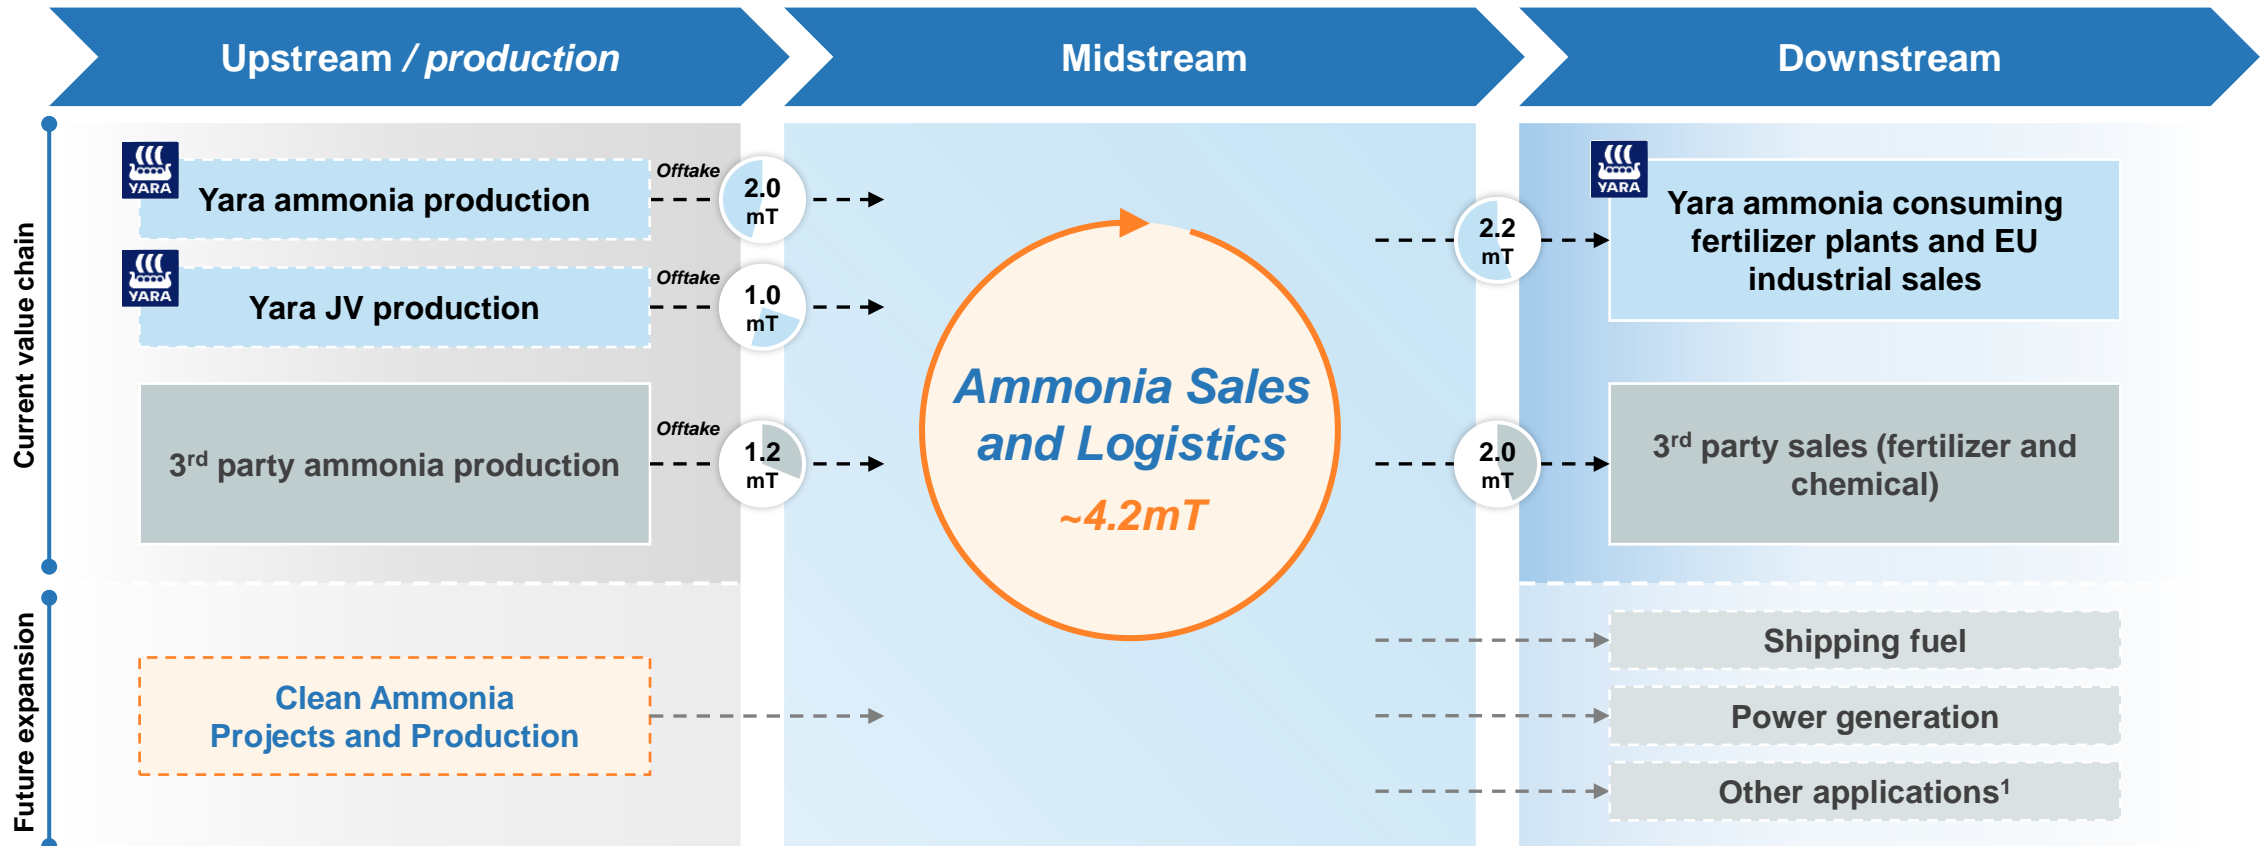 Upstream / production
Midstream
Downstream
Current value chain
YARA
Yara ammonia production
Offtake
2.0
mT
YARA
Yara JV production
Offtake
1.0
mT
3rd party ammonia production
Offtake
1.2
mT
Ammonia Sales
and Logistics
~4.2mT
2.2
mT
YARA
Yara ammonia consuming
fertilizer plants and EU
industrial sales
2.0
mT
3rd party sales (fertilizer and
chemical)
Future expansion
Clean Ammonia
Projects and Production
Shipping fuel
Power generation
Other applications1